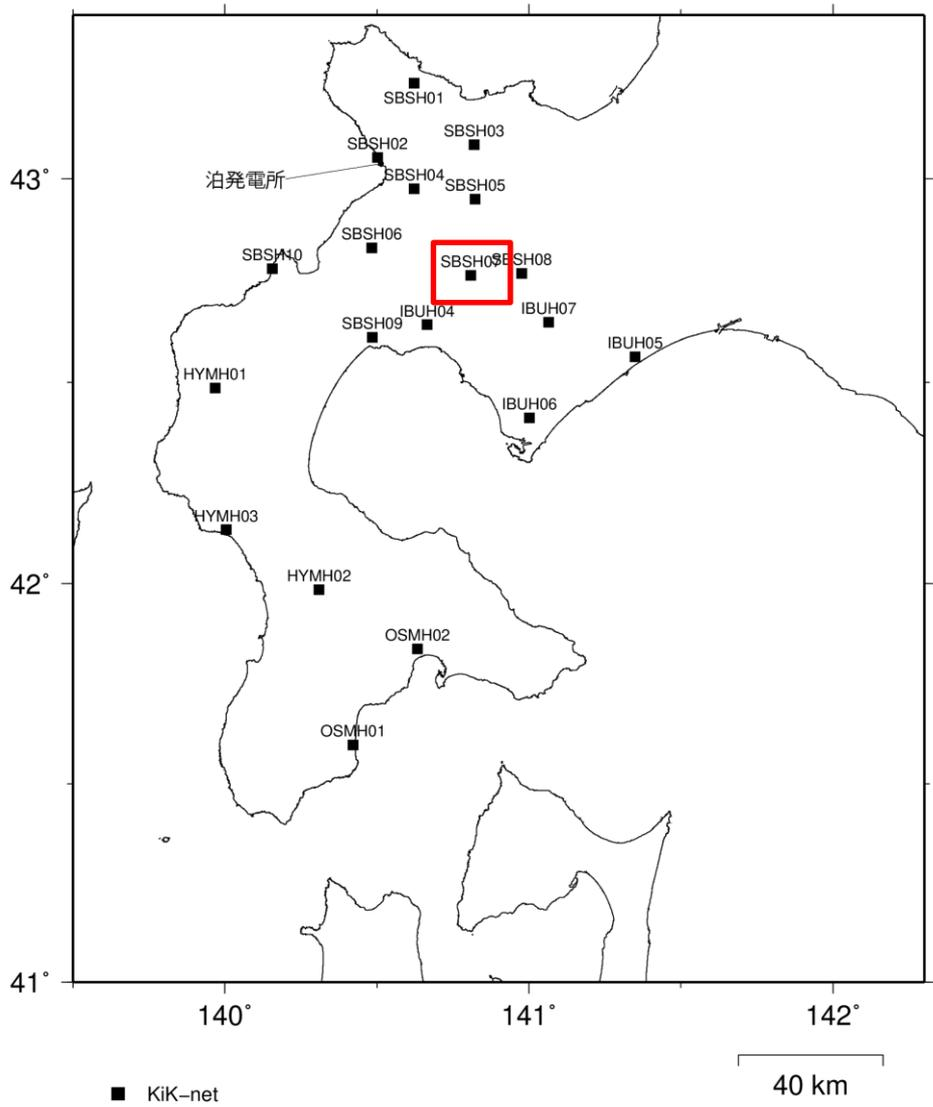 SBSH01
SBSH03
SBSH02
43°
泊発電所
SBSH04
SBSH05
SBSH06
SBSH10
SBSH07
SBSH08
IBUH04
IBUH07
SBSH09
IBUH05
HYMH01
IBUH06
HYMH03
42°
HYMH02
OSMH02
OSMH01
41°
140°
141°
142°
KiK-net
40 km